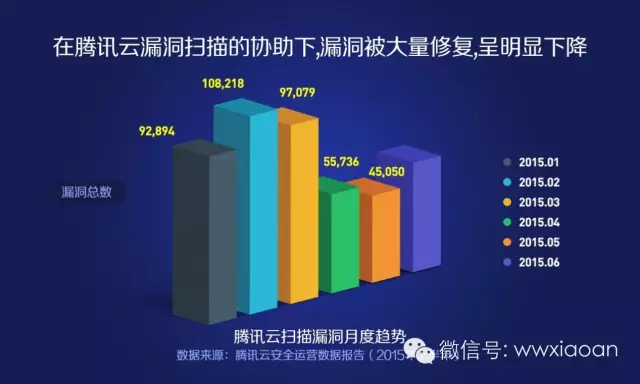 在腾讯云漏洞扫描的协助下,漏洞被大量修复,呈明显下降
108,218
97,079
92,894
55,736
45,050
漏洞总数
2015.01
2015.02
2015.03
2015.04
2015.05
2015.06
腾讯云扫描漏洞月度趋势
数据来源：腾讯云安全运营数据报告（2015
微信号: wwxiaoan